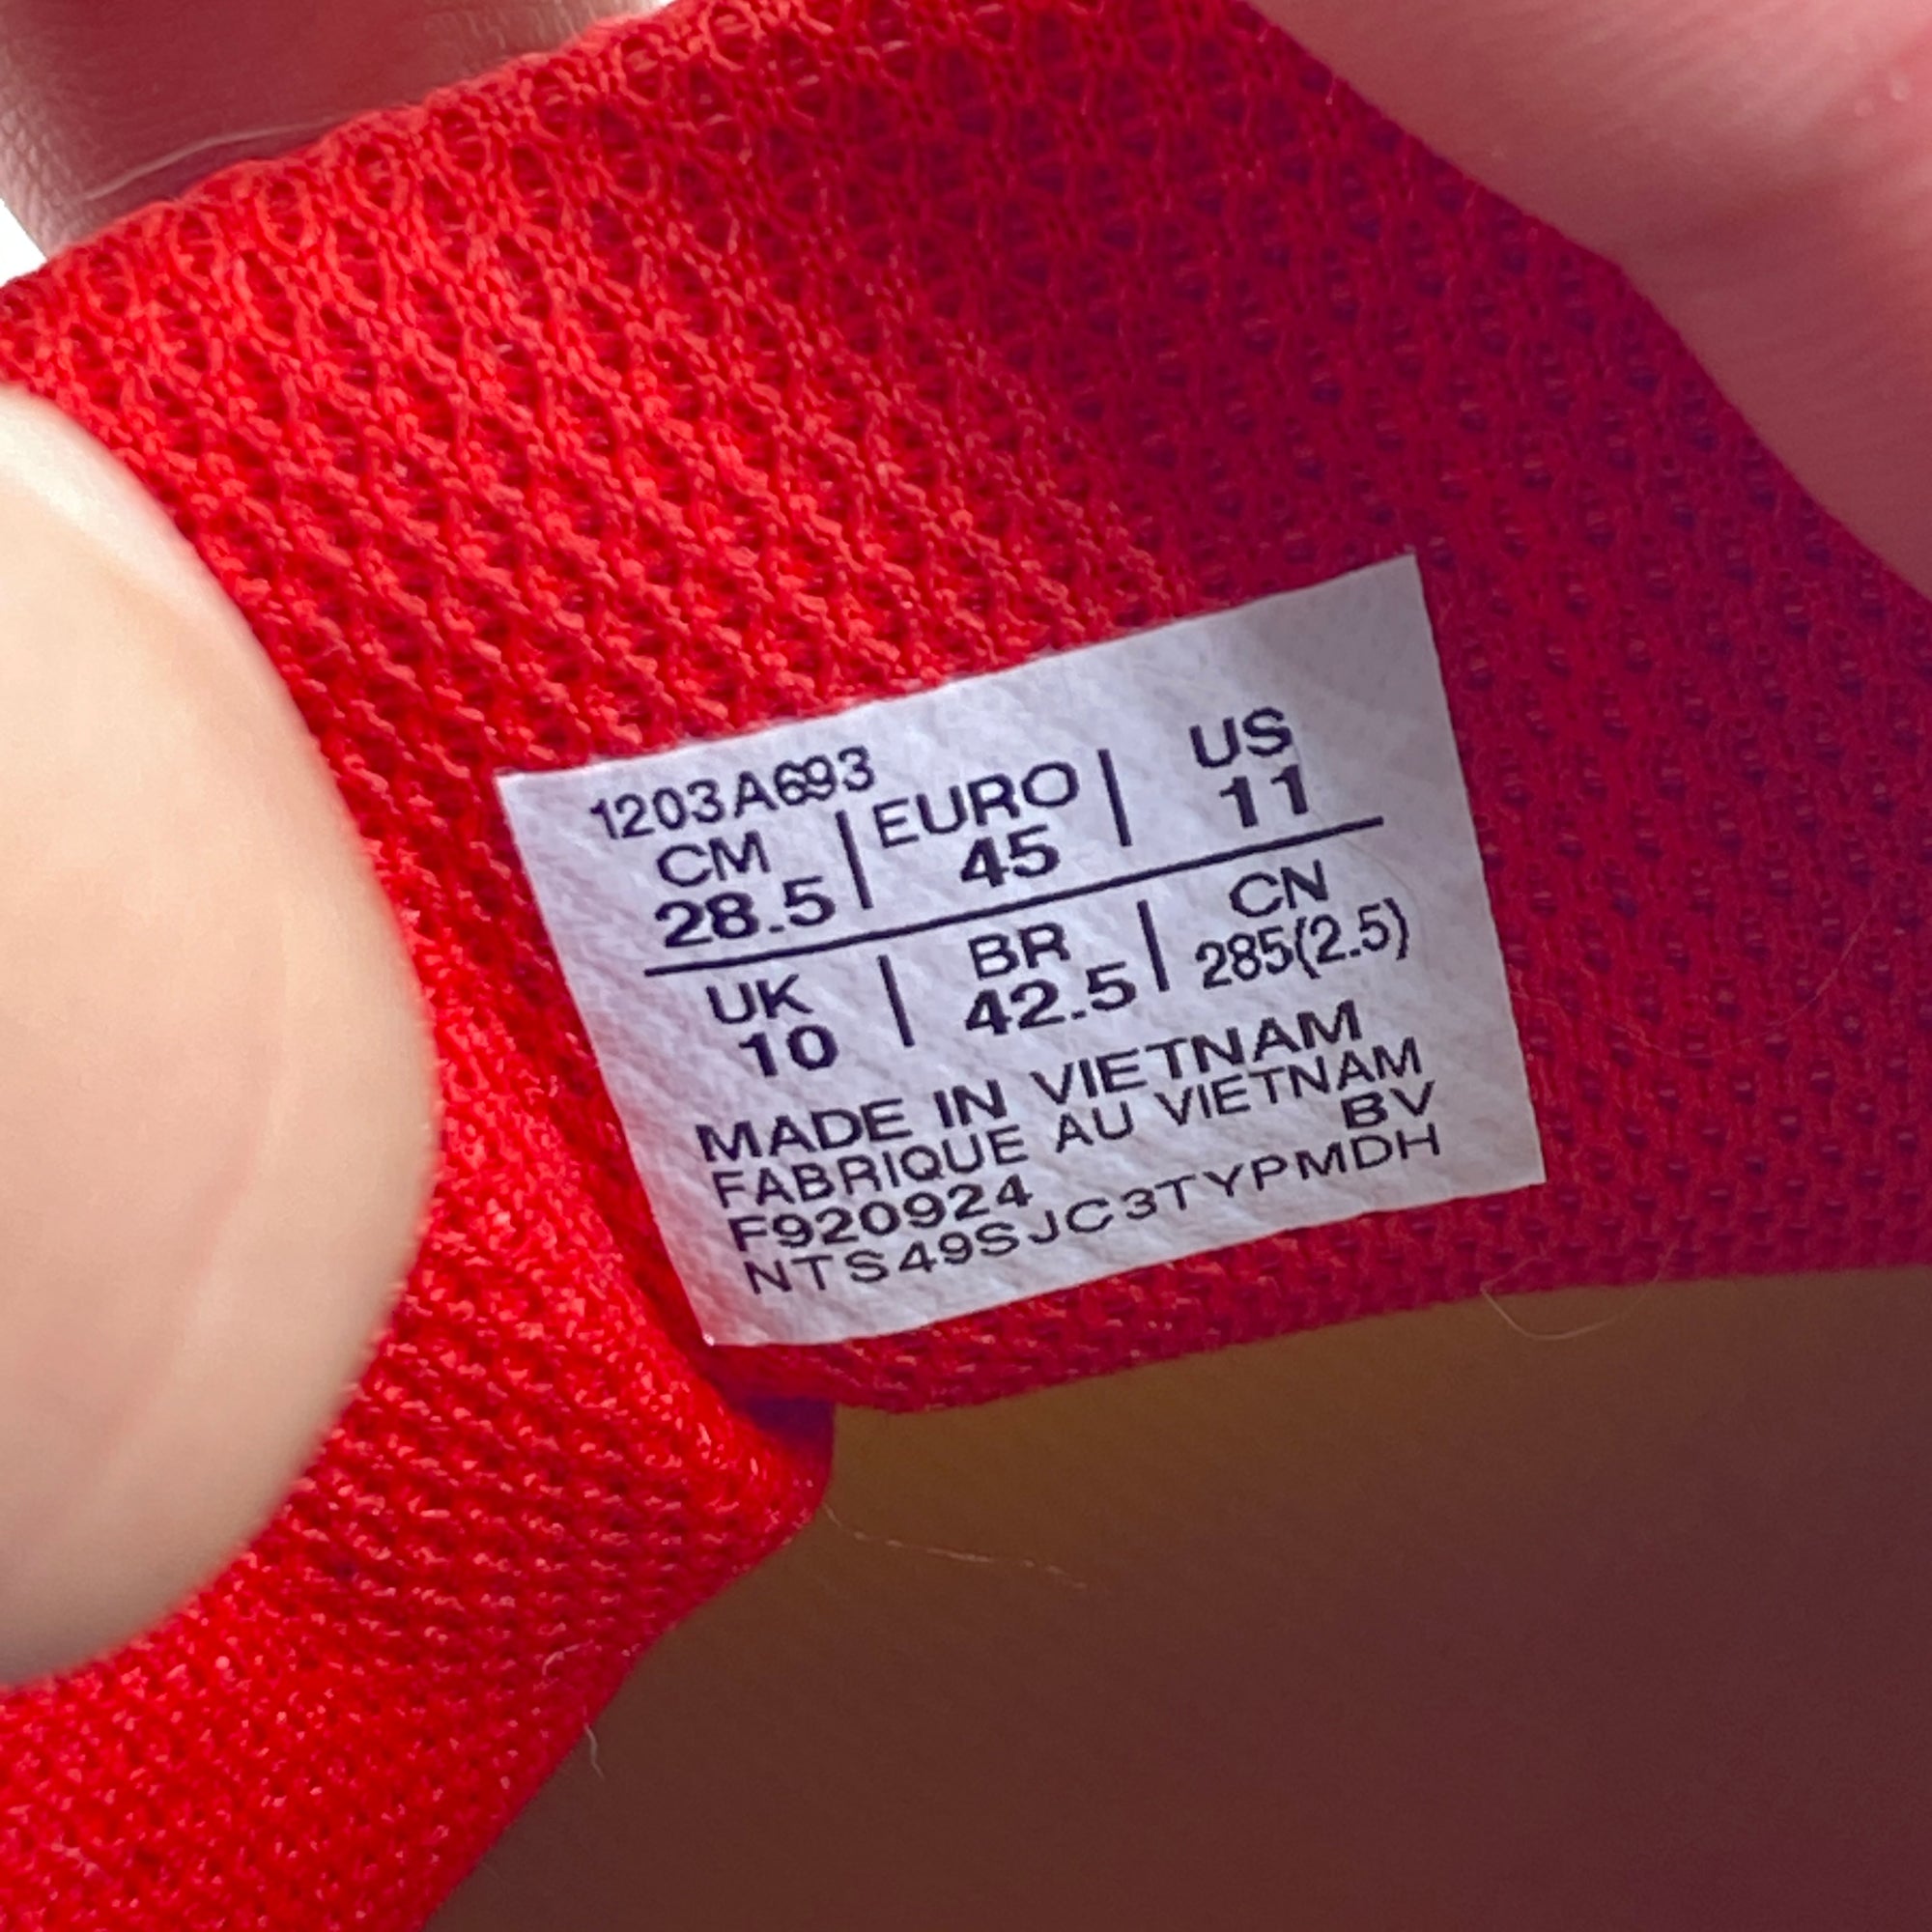 1203A693
CM | EURO | US
28.5 | 45 | 11
UK | BR | CN
10 | 42.5 | 285(2.5)
MADE IN VIETNAM
FABRIQUE AU VIETNAM
BV
F920924
NTS49SJC3TYPMDH